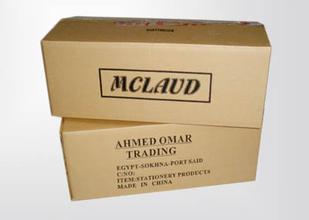 MCLAUD
AHMED OMAR
TRADING
EGYPT-SOKHNA-PORT SAID
C/NO:
ITEM:STATIONERY PRODUCTS
MADE IN CHINA